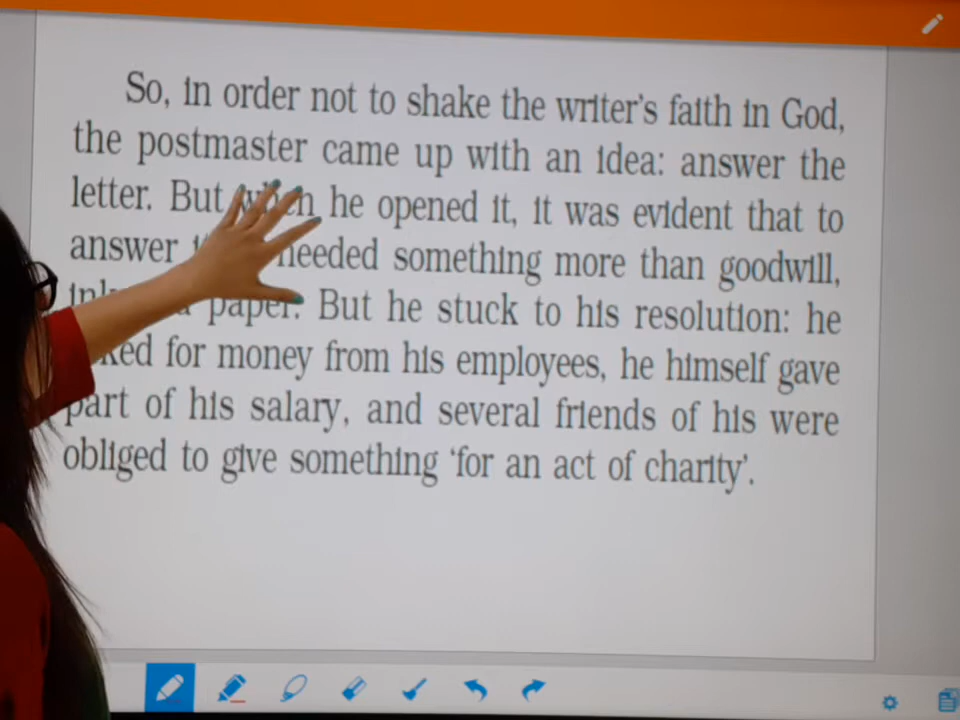 So, in order not to shake the writer's faith in God,
the postmaster came up with an idea: answer the
letter. But when he opened it, it was evident that to
answer needed something more than goodwill,
paper. But he stuck to his resolution: he
for money from his employees, he himself gave
part of his salary, and several friends of his were
obliged to give something 'for an act of charity'.